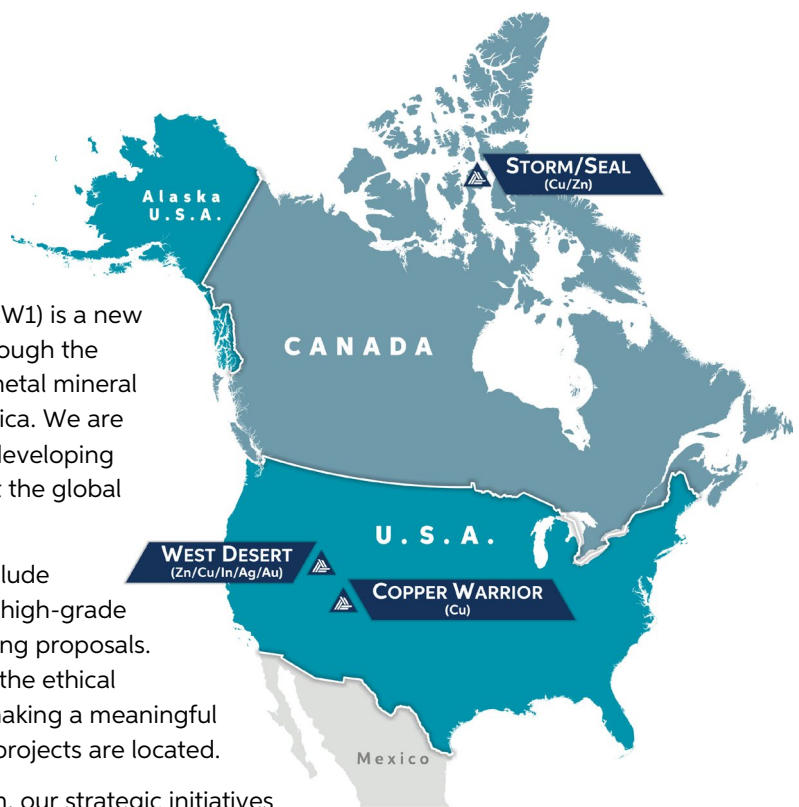 STORM/SEAL
(Cu/Zn)
Alaska
U.S.A.
W1) is a new
ough the
CANADA
netal mineral
ica. We are
developing
t the global
U.S.A.
WEST DESERT
(Zn/Cu/In/Ag/Au)
lude
COPPER WARRIOR
(Cu)
high-grade
ng proposals.
the ethical
naking a meaningful
projects are located.
Mexico
n, our strategic initiatives